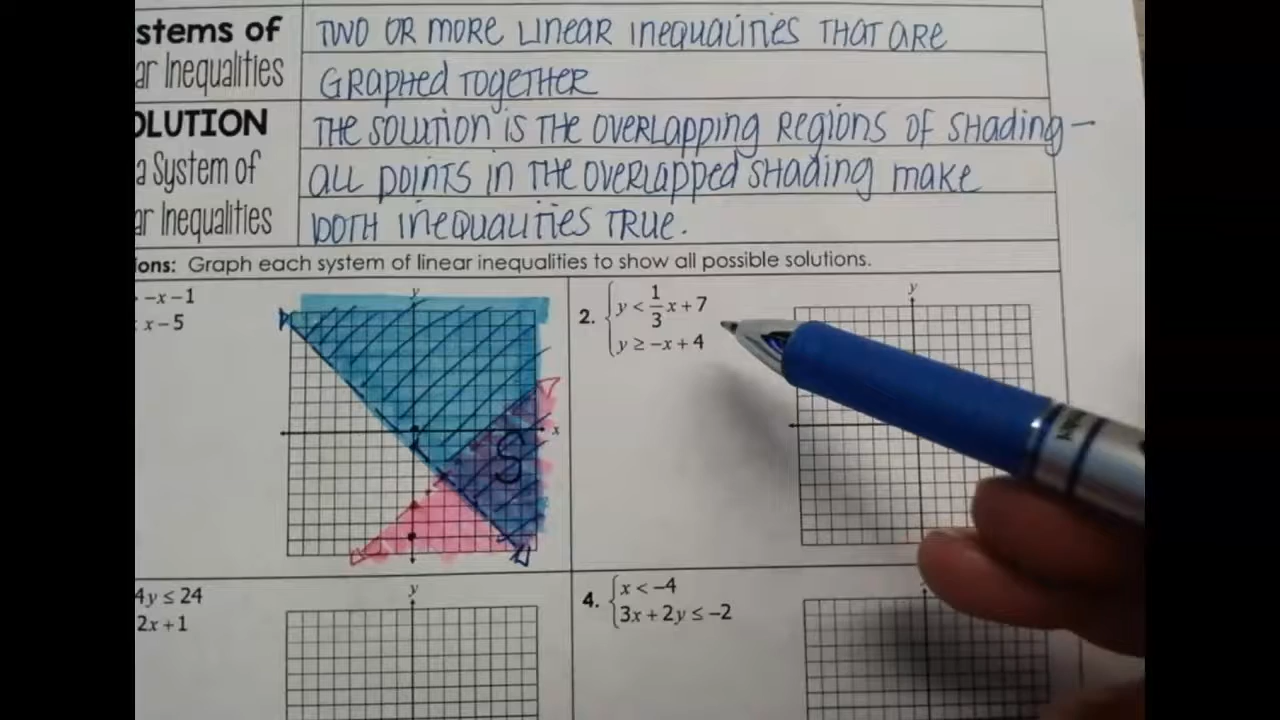 stems of
ar Inequalities
TWO OR MORE LINEAR INEQUALITIES THAT ARE
GRAPHED TOGETHER
OLUTION
a System of
ar Inequalities
THE SOLUTION IS THE OVERLAPPING REGIONS OF SHADING —
ALL POINTS IN THE OVERLAPPED SHADING MAKE
BOTH INEQUALITIES TRUE.
ions: Graph each system of linear inequalities to show all possible solutions.
−x − 1
x − 5
y
x
S
2. y < 1/3 x + 7
y ≥ −x + 4
y
4y ≤ 24
2x + 1
y
4. x < −4
3x + 2y ≤ −2